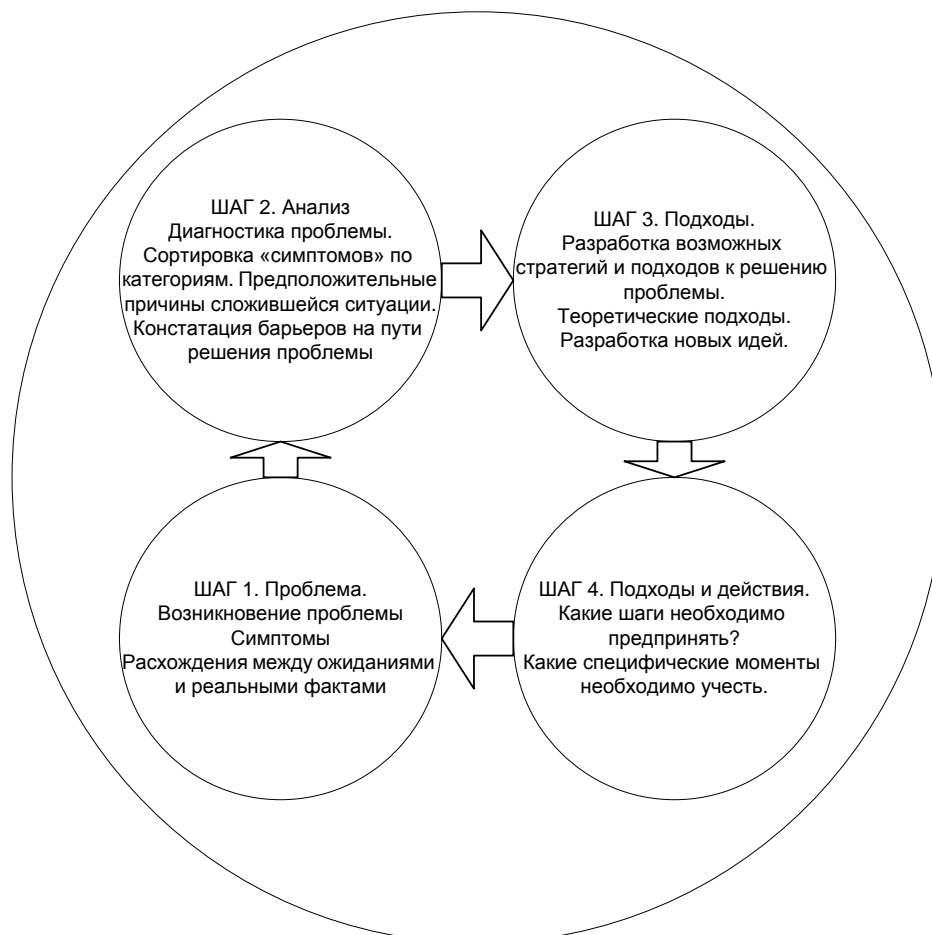 ШАГ 2. Анализ
Диагностика проблемы.
Сортировка «симптомов» по
категориям. Предположительные
причины сложившейся ситуации.
Констатация барьеров на пути
решения проблемы
ШАГ 3. Подходы.
Разработка возможных
стратегий и подходов к решению
проблемы.
Теоретические подходы.
Разработка новых идей.
ШАГ 1. Проблема.
Возникновение проблемы
Симптомы
Расхождения между ожиданиями
и реальными фактами
ШАГ 4. Подходы и действия.
Какие шаги необходимо
предпринять?
Какие специфические моменты
необходимо учесть.